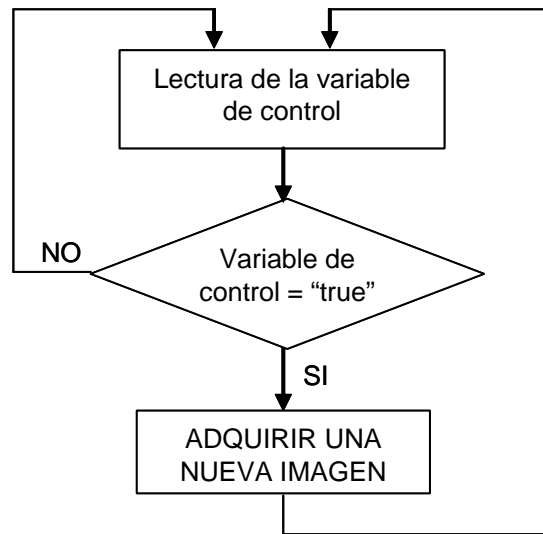 Lectura de la variable
de control
NO
Variable de
control = “true”
SI
ADQUIRIR UNA
NUEVA IMAGEN